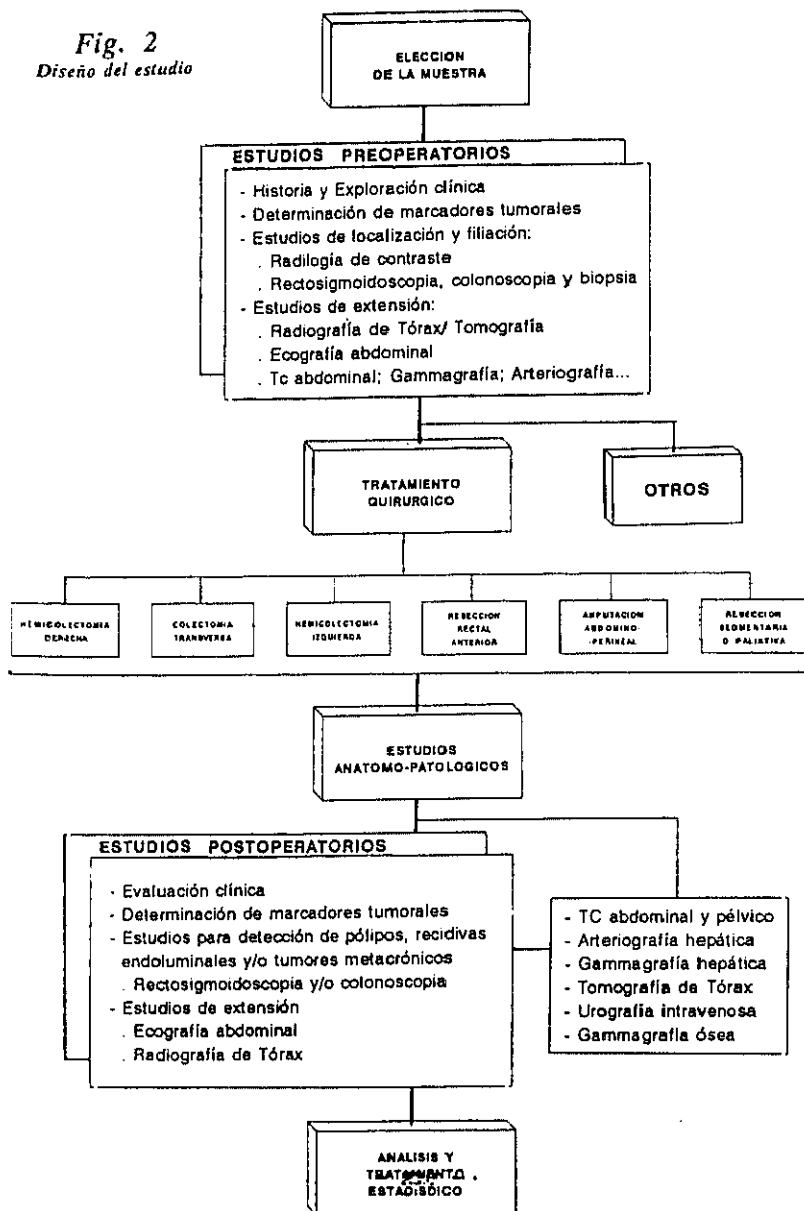 Fig. 2
Diseño del estudio
ELECCION
DE LA MUESTRA
ESTUDIOS PREOPERATORIOS
- Historia y Exploración clínica
- Determinación de marcadores tumorales
- Estudios de localización y filiación:
. Radilogía de contraste
. Rectosigmoidoscopia, colonoscopia y biopsia
- Estudios de extensión:
. Radiografía de Tórax/ Tomografía
. Ecografía abdominal
. Tc abdominal; Gammagrafía; Arteriografía...
TRATAMIENTO
QUIRURGICO
OTROS
HEMICOLECTOMIA
DERECHA
COLECTOMIA
TRANSVERSA
HEMICOLECTOMIA
IZQUIERDA
RESECCION
RECTAL
ANTERIOR
AMPUTACION
ABDOMINO-
-PERINEAL
RESECCION
SEGMENTARIA
O PALIATIVA
ESTUDIOS
ANATOMO-PATOLOGICOS
ESTUDIOS POSTOPERATORIOS
- Evaluación clínica
- Determinación de marcadores tumorales
- Estudios para detección de pólipos, recidivas
endoluminales y/o tumores metacrónicos
. Rectosigmoidoscopia y/o colonoscopia
- Estudios de extensión
. Ecografía abdominal
. Radiografía de Tórax
- TC abdominal y pélvico
- Arteriografía hepática
- Gammagrafía hepática
- Tomografía de Tórax
- Urografía intravenosa
- Gammagrafía ósea
ANALISIS Y
TRATAMIENTO
ESTADISDICO